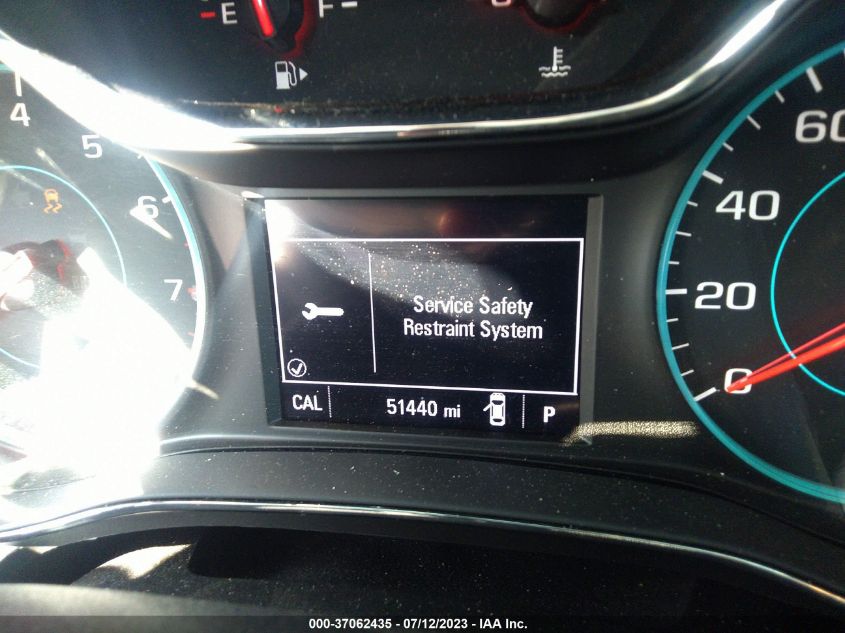 E F
4
5
6
7
60
40
20
0
Service Safety
Restraint System
CAL 51440 mi P
000-37062435 - 07/12/2023 - IAA Inc.